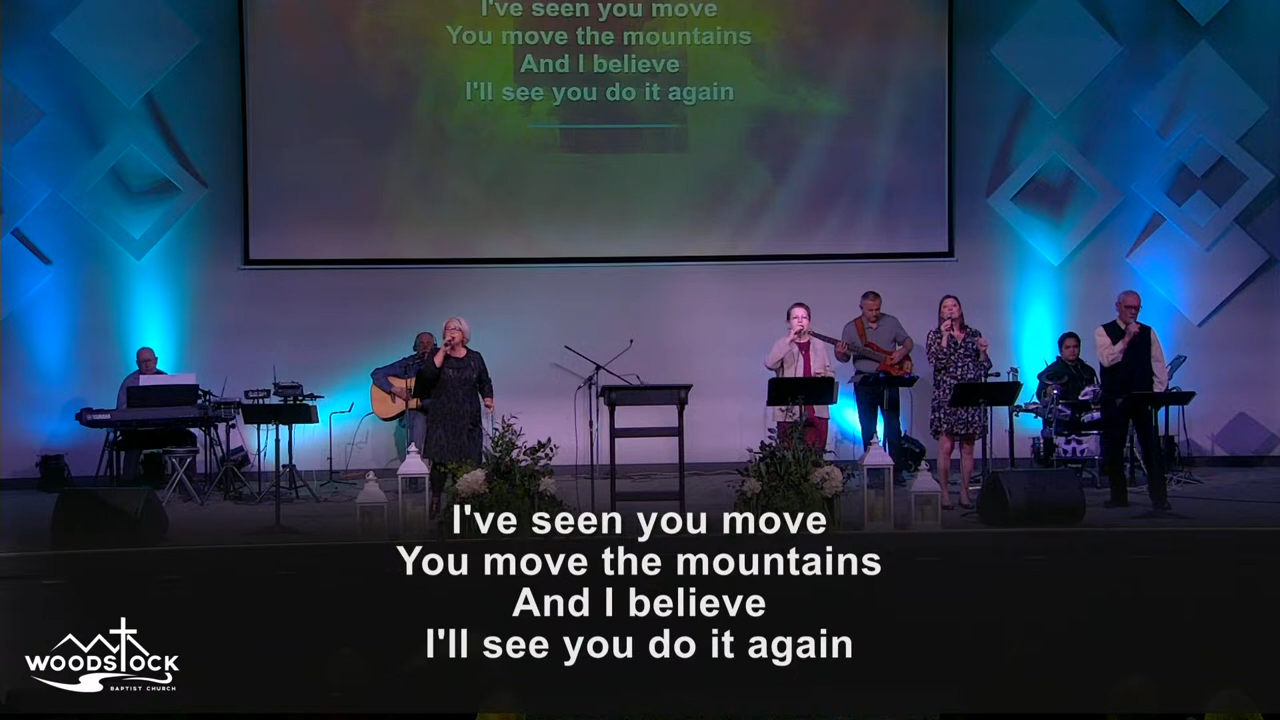 I've seen you move
You move the mountains
And I believe
I'll see you do it again
YAMAHA
I've seen you move
You move the mountains
And I believe
I'll see you do it again
WOODSTOCK
BAPTIST CHURCH